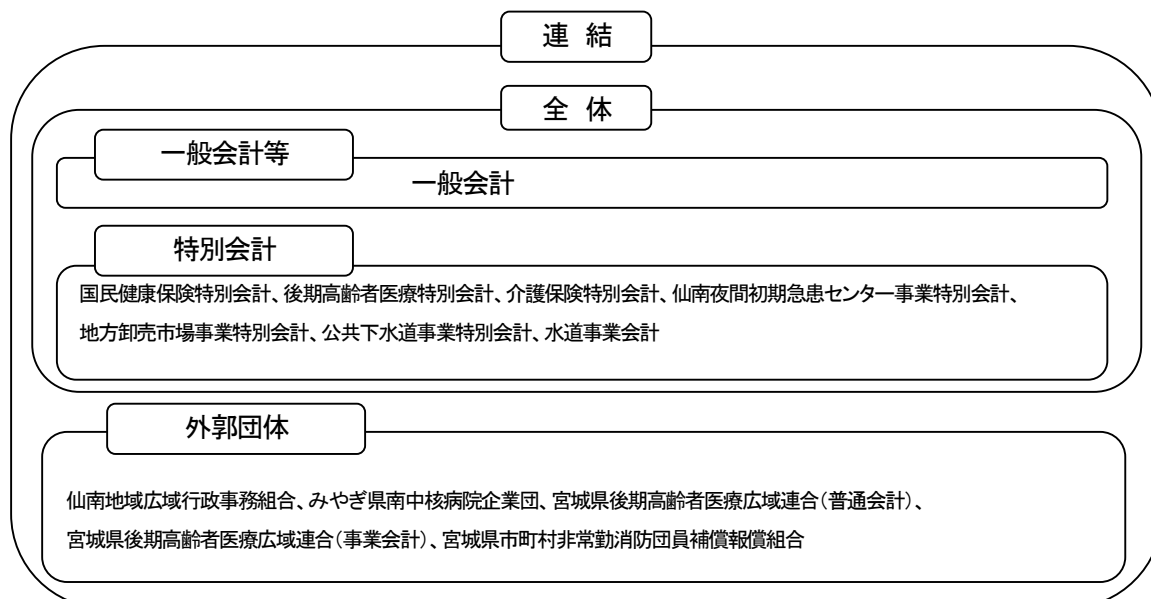 連 結
全 体
一般会計等
一般会計
特別会計
国民健康保険特別会計、後期高齢者医療特別会計、介護保険特別会計、仙南夜間初期急患センター事業特別会計、
地方卸売市場事業特別会計、公共下水道事業特別会計、水道事業会計
外郭団体
仙南地域広域行政事務組合、みやぎ県南中核病院企業団、宮城県後期高齢者医療広域連合(普通会計)、
宮城県後期高齢者医療広域連合(事業会計)、宮城県市町村非常勤消防団員補償報償組合